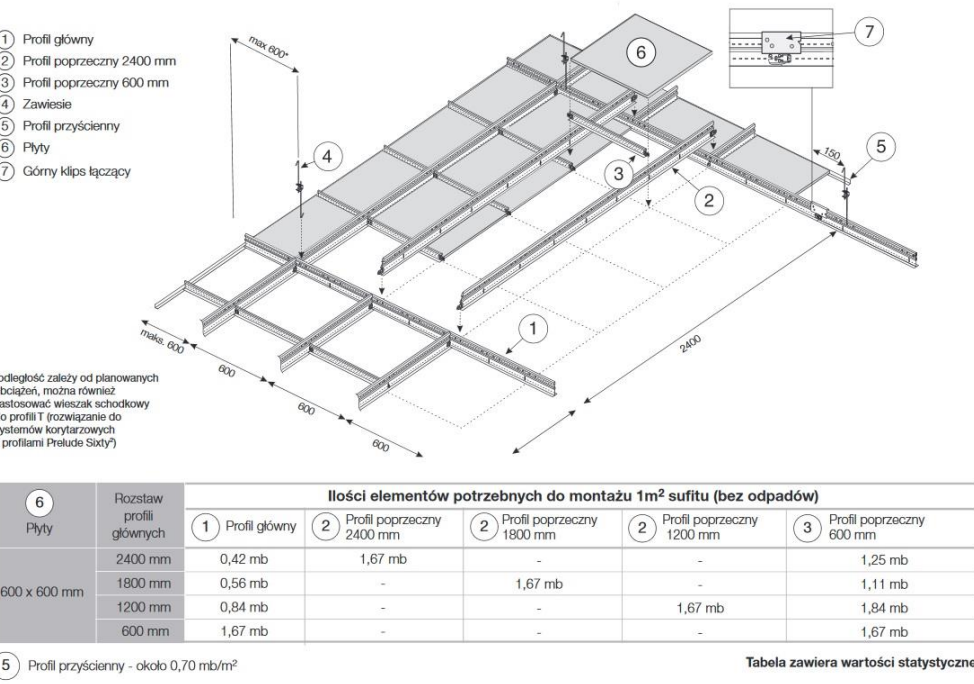 1 Profil główny
2 Profil poprzeczny 2400 mm
3 Profil poprzeczny 600 mm
4 Zawiesie
5 Profil przyścienny
6 Płyty
7 Górny klips łączący
max 600*
6
7
4
3
2
150
5
1
maks. 600
600
600
600
2400
odległość zależy od planowanych
bciążeń, można również
astosować wieszak schodkowy
o profili T (rozwiązanie do
ystemów korytarzowych
profilami Prelude Sixty²)
6 Płyty
Rozstaw profili głównych
Ilości elementów potrzebnych do montażu 1m² sufitu (bez odpadów)
1 Profil główny
2 Profil poprzeczny 2400 mm
2 Profil poprzeczny 1800 mm
2 Profil poprzeczny 1200 mm
3 Profil poprzeczny 600 mm
600 x 600 mm
2400 mm 0,42 mb 1,67 mb - - 1,25 mb
1800 mm 0,56 mb - 1,67 mb - 1,11 mb
1200 mm 0,84 mb - - 1,67 mb 1,84 mb
600 mm 1,67 mb - - - 1,67 mb
5 Profil przyścienny - około 0,70 mb/m²
Tabela zawiera wartości statystyczne